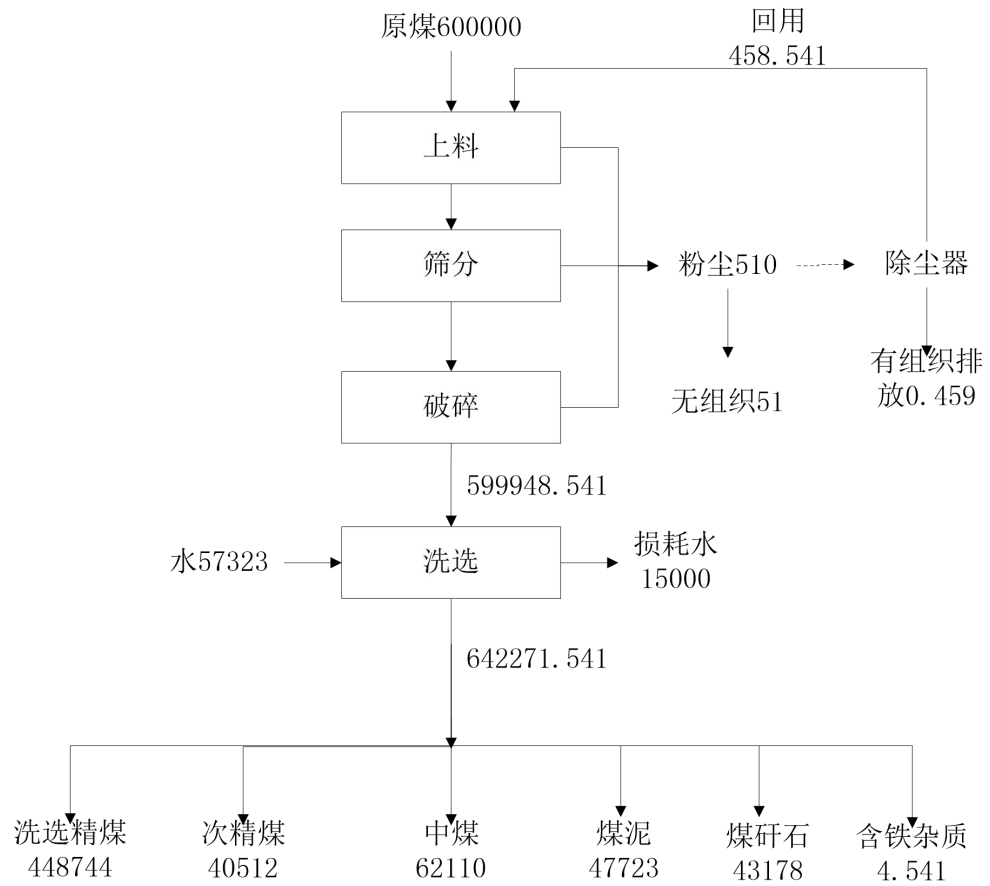 原煤600000
回用
458.541
上料
筛分
粉尘510
除尘器
有组织排
放0.459
无组织51
破碎
599948.541
水57323
洗选
损耗水
15000
642271.541
洗选精煤
448744
次精煤
40512
中煤
62110
煤泥
47723
煤矸石
43178
含铁杂质
4.541